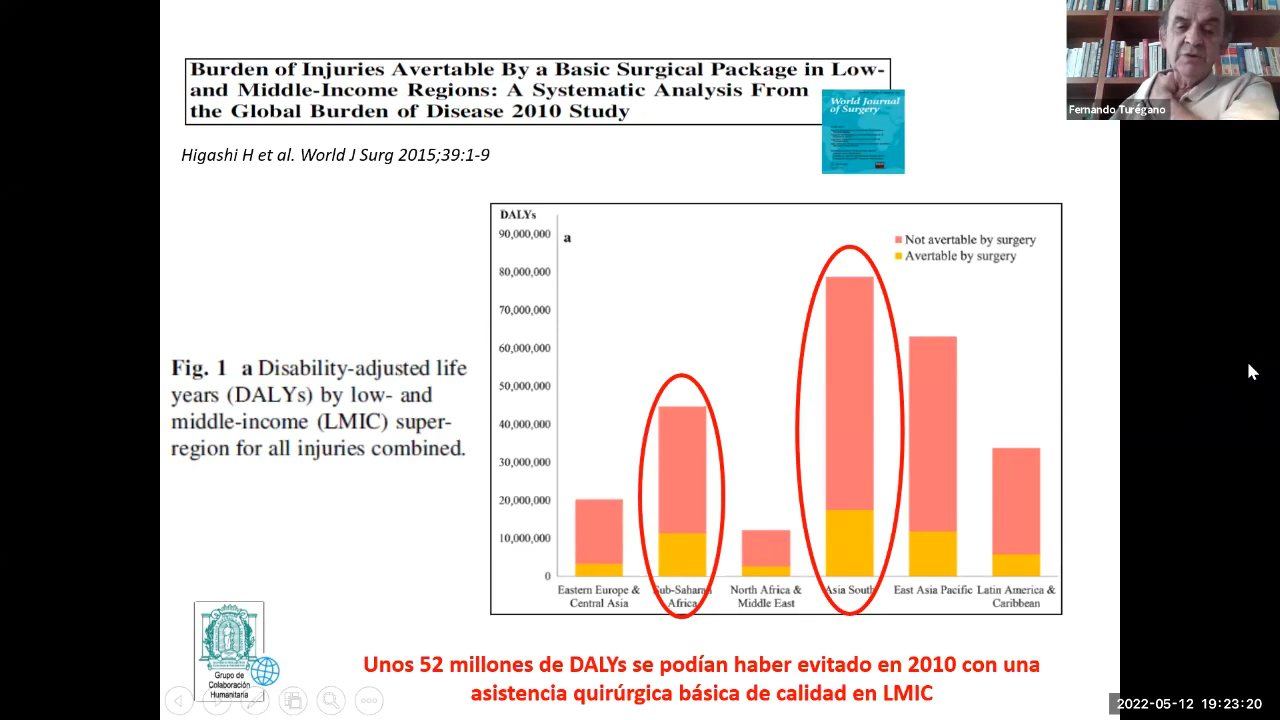 Burden of Injuries Avertable By a Basic Surgical Package in Low-
and Middle-Income Regions: A Systematic Analysis From
the Global Burden of Disease 2010 Study
World Journal
of Surgery
Fernando Turégano
Higashi H et al. World J Surg 2015;39:1-9
DALYs
90,000,000
80,000,000
70,000,000
60,000,000
50,000,000
40,000,000
30,000,000
20,000,000
10,000,000
0
a
Not avertable by surgery
Avertable by surgery
Eastern Europe &
Central Asia
Sub-Saharan
Africa
North Africa &
Middle East
Asia South
East Asia Pacific
Latin America &
Caribbean
Fig. 1 a Disability-adjusted life
years (DALYs) by low- and
middle-income (LMIC) super-
region for all injuries combined.
Grupo de
Colaboración
Humanitaria
Unos 52 millones de DALYs se podían haber evitado en 2010 con una
asistencia quirúrgica básica de calidad en LMIC
2022-05-12 19:23:20